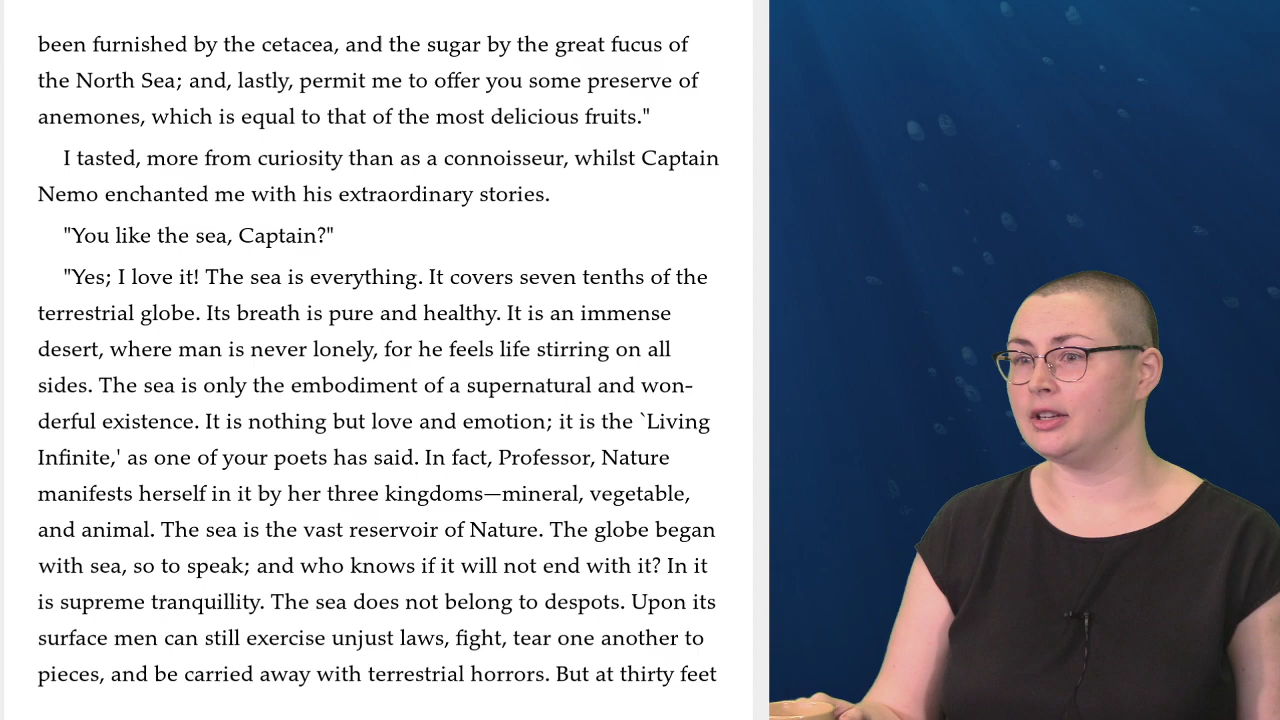 been furnished by the cetacea, and the sugar by the great fucus of
the North Sea; and, lastly, permit me to offer you some preserve of
anemones, which is equal to that of the most delicious fruits."
I tasted, more from curiosity than as a connoisseur, whilst Captain
Nemo enchanted me with his extraordinary stories.
"You like the sea, Captain?"
"Yes; I love it! The sea is everything. It covers seven tenths of the
terrestrial globe. Its breath is pure and healthy. It is an immense
desert, where man is never lonely, for he feels life stirring on all
sides. The sea is only the embodiment of a supernatural and won-
derful existence. It is nothing but love and emotion; it is the `Living
Infinite,' as one of your poets has said. In fact, Professor, Nature
manifests herself in it by her three kingdoms—mineral, vegetable,
and animal. The sea is the vast reservoir of Nature. The globe began
with sea, so to speak; and who knows if it will not end with it? In it
is supreme tranquillity. The sea does not belong to despots. Upon its
surface men can still exercise unjust laws, fight, tear one another to
pieces, and be carried away with terrestrial horrors. But at thirty feet